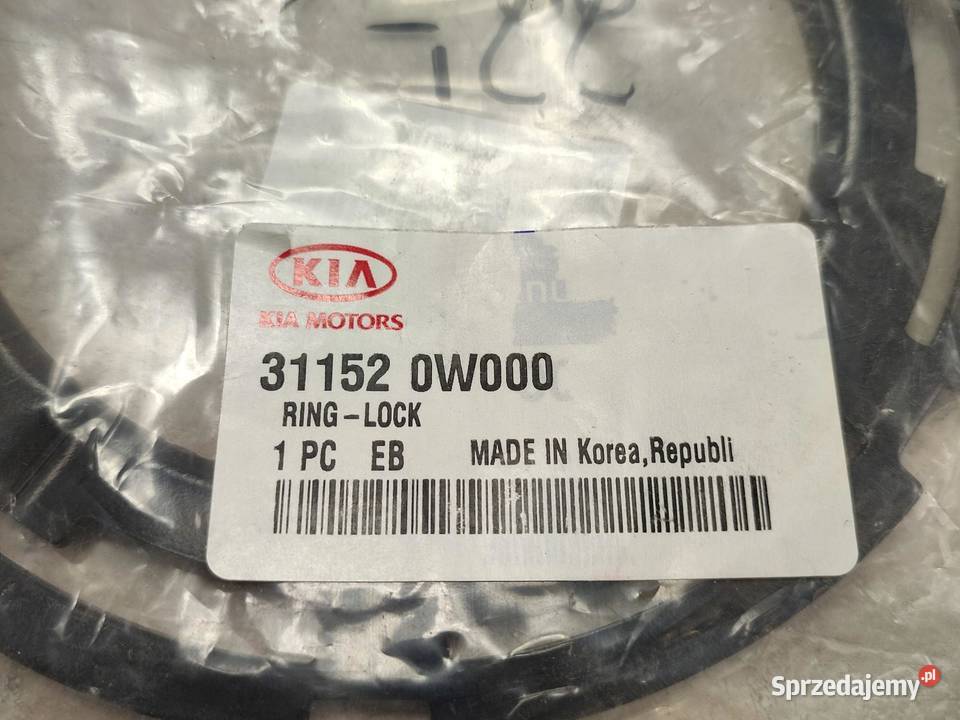 KIA
KIA MOTORS
31152 0W000
RING-LOCK
1 PC EB MADE IN Korea,Republi
Sprzedajemy.pl